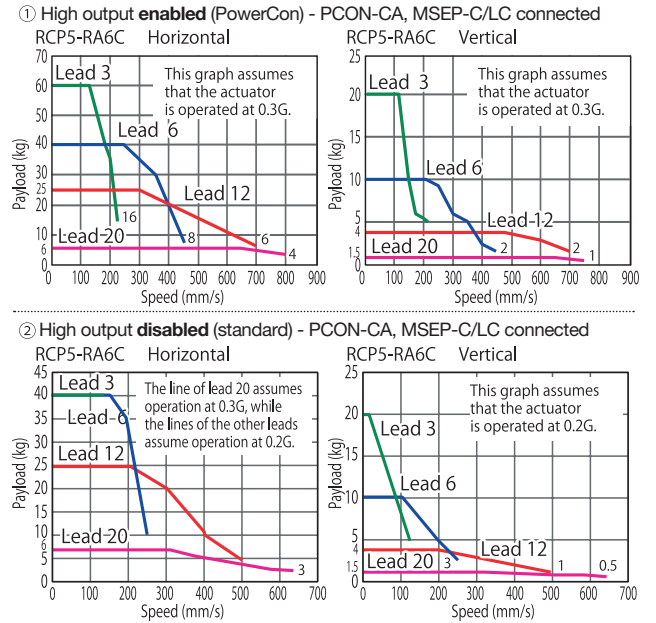 ① High output enabled (PowerCon) - PCON-CA, MSEP-C/LC connected
RCP5-RA6C Horizontal
70
60
50
40
30
25
20
10
6
0
Payload (kg)
Lead 3
Lead 6
Lead 12
Lead 20
This graph assumes
that the actuator
is operated at 0.3G.
16
8
6
4
0 100 200 300 400 500 600 700 800 900
Speed (mm/s)
RCP5-RA6C Vertical
25
20
15
10
5
4
1.5
0
Payload (kg)
Lead 3
Lead 6
Lead 12
Lead 20
This graph assumes
that the actuator
is operated at 0.3G.
2
2
1
0 100 200 300 400 500 600 700 800 900
Speed (mm/s)
② High output disabled (standard) - PCON-CA, MSEP-C/LC connected
RCP5-RA6C Horizontal
45
40
35
30
25
20
15
10
6
5
0
Payload (kg)
Lead 3
Lead 6
Lead 12
Lead 20
The line of lead 20 assumes
operation at 0.3G, while
the lines of the other leads
assume operation at 0.2G.
3
0 100 200 300 400 500 600 700
Speed (mm/s)
RCP5-RA6C Vertical
25
20
15
10
5
4
1.5
0
Payload (kg)
Lead 3
Lead 6
Lead 12
Lead 20
This graph assumes
that the actuator
is operated at 0.2G.
3
1
0.5
0 100 200 300 400 500 600 700
Speed (mm/s)